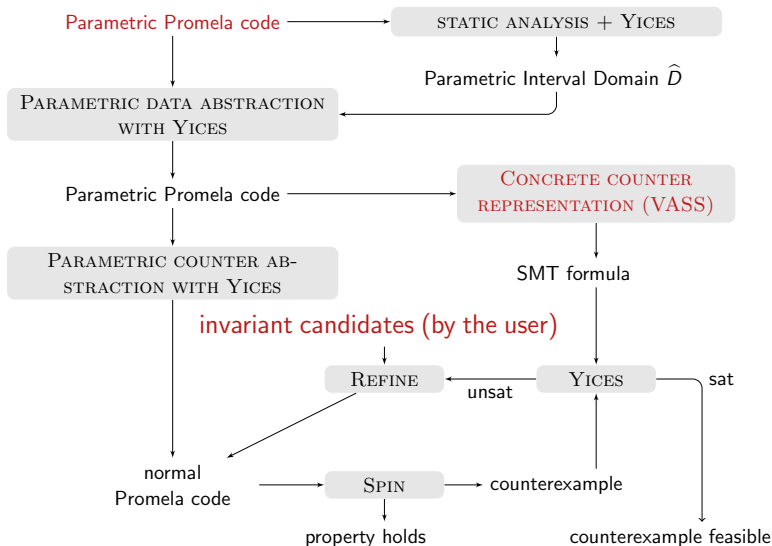 Parametric Promela code
STATIC ANALYSIS + YICES
Parametric Interval Domain D̂
PARAMETRIC DATA ABSTRACTION
WITH YICES
Parametric Promela code
CONCRETE COUNTER
REPRESENTATION (VASS)
PARAMETRIC COUNTER AB-
STRACTION WITH YICES
SMT formula
invariant candidates (by the user)
REFINE
YICES
sat
unsat
normal
Promela code
SPIN
counterexample
property holds
counterexample feasible